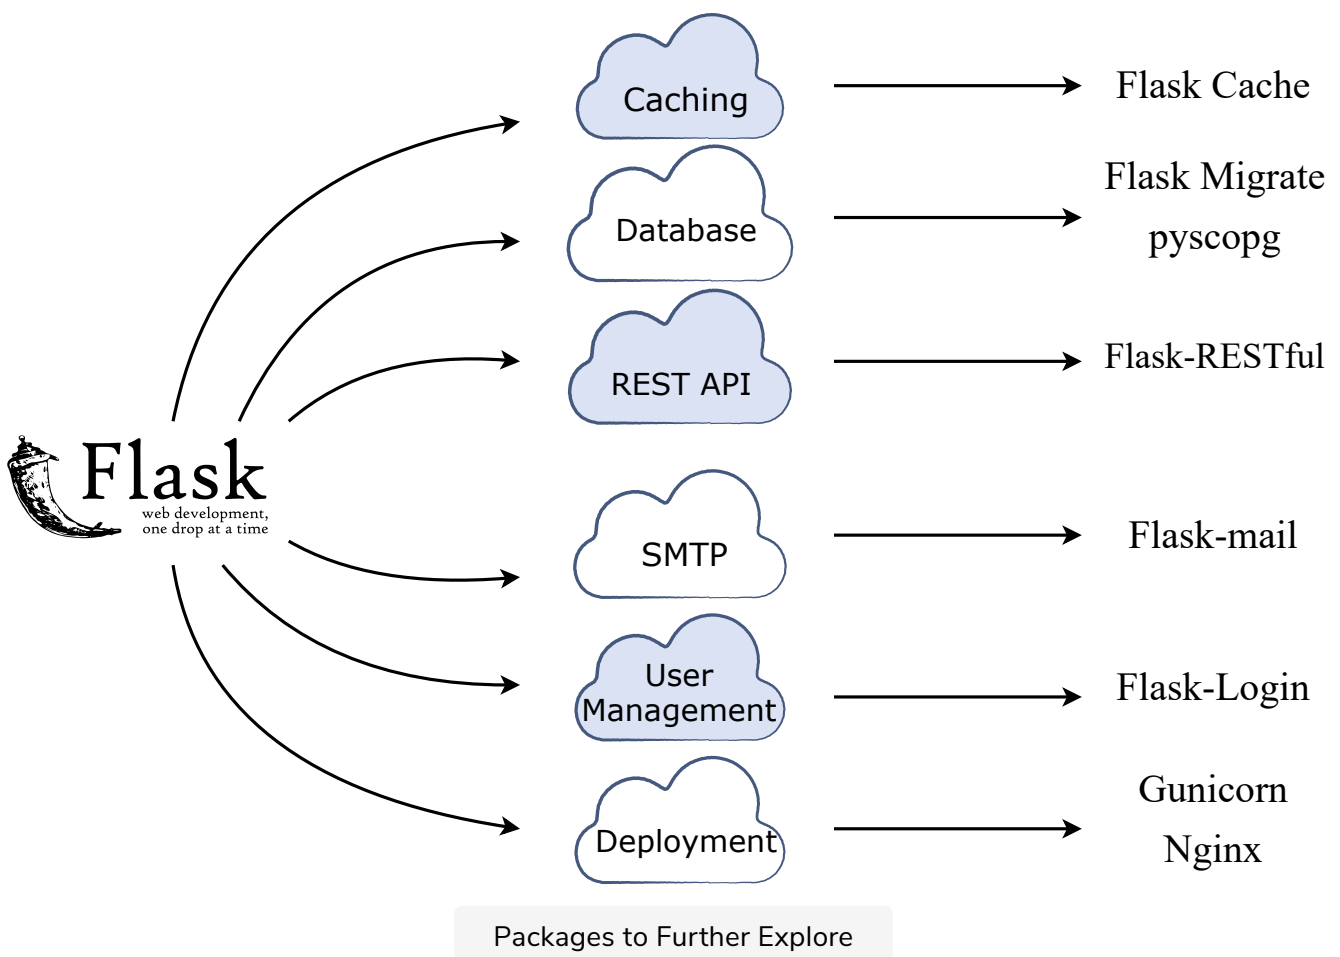 Caching
Flask Cache
Database
Flask Migrate
pyscopg
REST API
Flask-RESTful
Flask
web development,
one drop at a time
SMTP
Flask-mail
User
Management
Flask-Login
Deployment
Gunicorn
Nginx
Packages to Further Explore